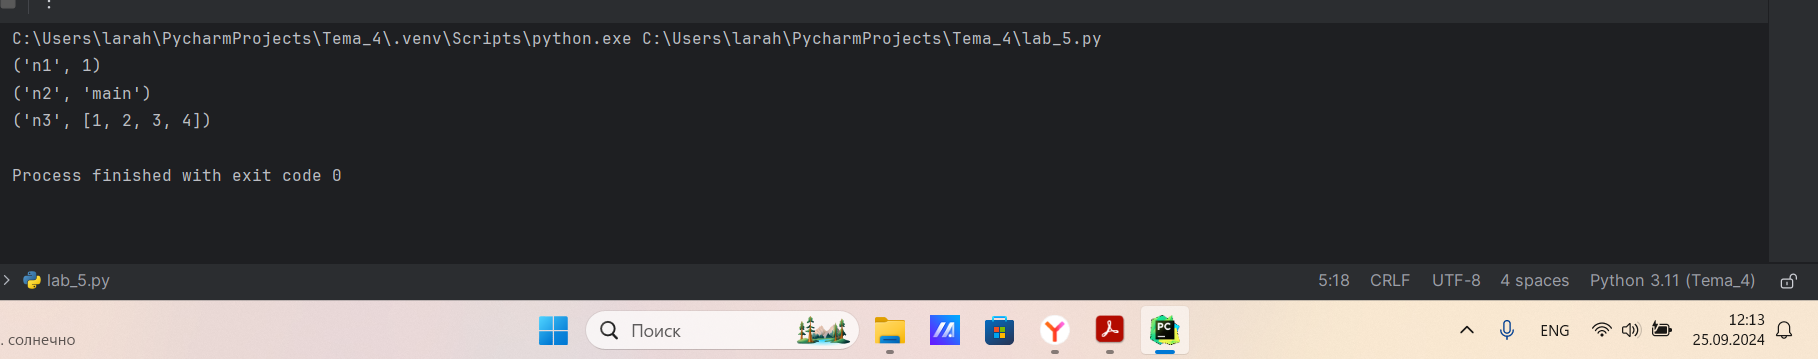 C:\Users\larah\PycharmProjects\Tema_4\.venv\Scripts\python.exe C:\Users\larah\PycharmProjects\Tema_4\lab_5.py
('n1', 1)
('n2', 'main')
('n3', [1, 2, 3, 4])
Process finished with exit code 0
lab_5.py 5:18 CRLF UTF-8 4 spaces Python 3.11 (Tema_4)
. солнечно Поиск PC ENG 12:13
25.09.2024